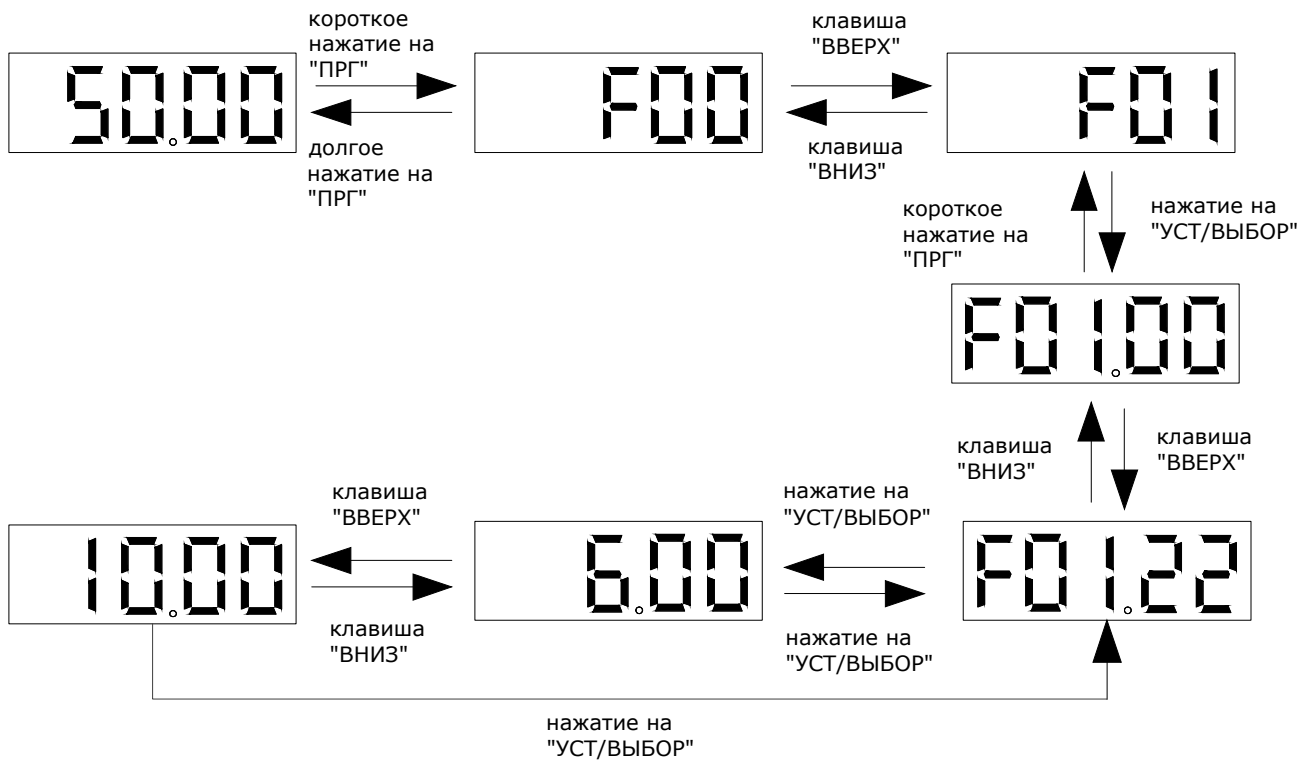 короткое
нажатие на
"ПРГ"
клавиша
"ВВЕРХ"
50.00
F00
F01
долгое
нажатие на
"ПРГ"
клавиша
"ВНИЗ"
короткое
нажатие на
"ПРГ"
нажатие на
"УСТ/ВЫБОР"
F01.00
клавиша
"ВНИЗ"
клавиша
"ВВЕРХ"
клавиша
"ВВЕРХ"
нажатие на
"УСТ/ВЫБОР"
10.00
6.00
F01.22
клавиша
"ВНИЗ"
нажатие на
"УСТ/ВЫБОР"
нажатие на
"УСТ/ВЫБОР"